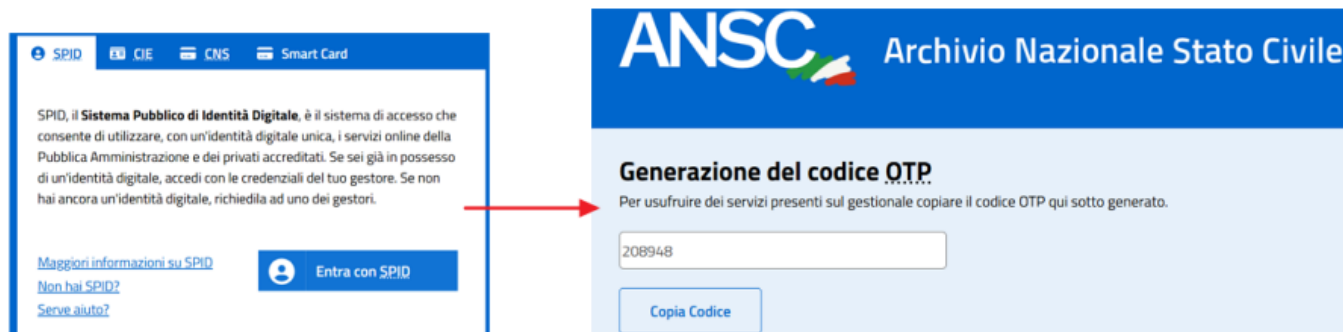 SPID CIE CNS Smart Card
SPID, il Sistema Pubblico di Identità Digitale, è il sistema di accesso che
consente di utilizzare, con un'identità digitale unica, i servizi online della
Pubblica Amministrazione e dei privati accreditati. Se sei già in possesso
di un'identità digitale, accedi con le credenziali del tuo gestore. Se non
hai ancora un'identità digitale, richiedila ad uno dei gestori.
Maggiori informazioni su SPID
Non hai SPID?
Serve aiuto?
Entra con SPID
ANSC Archivio Nazionale Stato Civile
Generazione del codice OTP
Per usufruire dei servizi presenti sul gestionale copiare il codice OTP qui sotto generato.
208948
Copia Codice